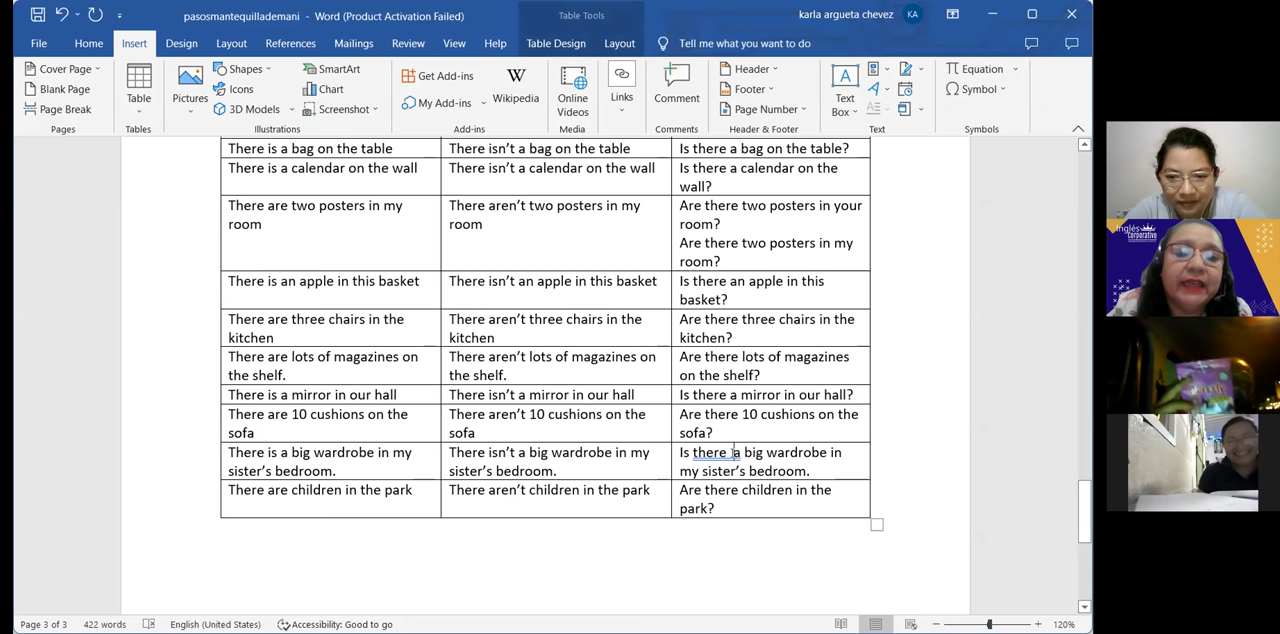 pasosmantequillademani - Word (Product Activation Failed)
Table Tools
karla argueta chevez
KA
File Home Insert Design Layout References Mailings Review View Help Table Design Layout Tell me what you want to do
Cover Page
Blank Page
Page Break
Pages
Table
Tables
Pictures
Shapes
Icons
3D Models
SmartArt
Chart
Screenshot
Illustrations
Get Add-ins
My Add-ins
W
Wikipedia
Add-ins
Online
Videos
Media
Links
Comment
Comments
Header
Footer
Page Number
Header & Footer
A
Text
Box
Text
Equation
Symbol
Symbols
There is a bag on the table
There isn't a bag on the table
Is there a bag on the table?
There is a calendar on the wall
There isn't a calendar on the wall
Is there a calendar on the
wall?
There are two posters in my
room
There aren't two posters in my
room
Are there two posters in your
room?
Are there two posters in my
room?
There is an apple in this basket
There isn't an apple in this basket
Is there an apple in this
basket?
There are three chairs in the
kitchen
There aren't three chairs in the
kitchen
Are there three chairs in the
kitchen?
There are lots of magazines on
the shelf.
There aren't lots of magazines on
the shelf.
Are there lots of magazines
on the shelf?
There is a mirror in our hall
There isn't a mirror in our hall
Is there a mirror in our hall?
There are 10 cushions on the
sofa
There aren't 10 cushions on the
sofa
Are there 10 cushions on the
sofa?
There is a big wardrobe in my
sister's bedroom.
There isn't a big wardrobe in my
sister's bedroom.
Is there a big wardrobe in
my sister's bedroom.
There are children in the park
There aren't children in the park
Are there children in the
park?
Page 3 of 3 422 words English (United States) Accessibility: Good to go 120%
Inglés
Corporativo